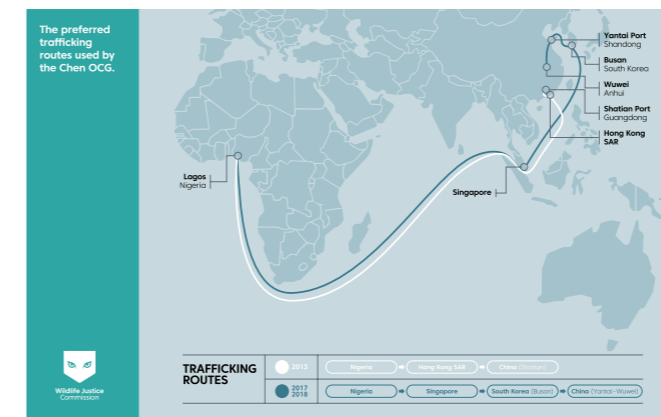 The preferred
trafficking
routes used by
the Chen OCG.
Yantai Port
Shandong
Busan
South Korea
Wuwei
Anhui
Shatian Port
Guangdong
Hong Kong
SAR
Lagos
Nigeria
Singapore
TRAFFICKING
ROUTES
2015 Nigeria Hong Kong SAR China (Shatian)
2017
2018
Nigeria Singapore South Korea (Busan) China (Yantai-Wuwei)
Wildlife Justice
Commission